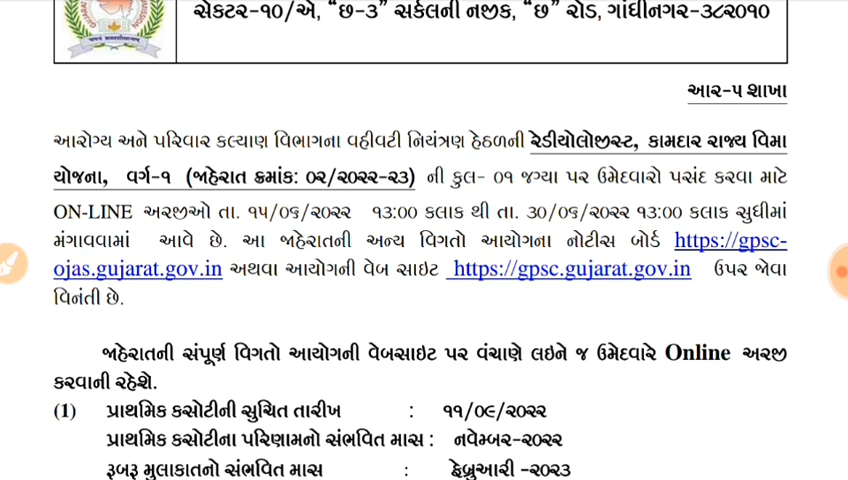 સેક્ટર-૧૦/એ, “છ-૩” સર્કલની નજીક, “છ” રોડ, ગાંધીનગર-૩૮૨૦૧૦
આર-૫ શાખા
આરોગ્ય અને પરિવાર કલ્યાણ વિભાગના વહીવટી નિયંત્રણ હેઠળની રેડીયોલોજીસ્ટ, કામદાર રાજ્ય વિમા
યોજના, વર્ગ-૧ (જાહેરાત ક્રમાંક: ૦૨/૨૦૨૨-૨૩) ની કુલ- ૦૧ જગ્યા પર ઉમેદવારો પસંદ કરવા માટે
ON-LINE અરજીઓ તા. ૧૫/૦૬/૨૦૨૨ ૧૩:૦૦ કલાક થી તા. ૩૦/૦૬/૨૦૨૨ ૧૩:૦૦ કલાક સુધીમાં
મંગાવવામાં આવે છે. આ જાહેરાતની અન્ય વિગતો આયોગના નોટીસ બોર્ડ https://gpsc-
ojas.gujarat.gov.in અથવા આયોગની વેબ સાઇટ https://gpsc.gujarat.gov.in ઉપર જોવા
વિનંતી છે.
જાહેરાતની સંપૂર્ણ વિગતો આયોગની વેબસાઇટ પર વંચાણે લઇને જ ઉમેદવારે Online અરજી
કરવાની રહેશે.
(1) પ્રાથમિક કસોટીની સુચિત તારીખ : ૧૧/૦૯/૨૦૨૨
પ્રાથમિક કસોટીના પરિણામનો સંભવિત માસ : નવેમ્બર-૨૦૨૨
રૂબરૂ મુલાકાતનો સંભવિત માસ : ફેબ્રુઆરી -૨૦૨૩